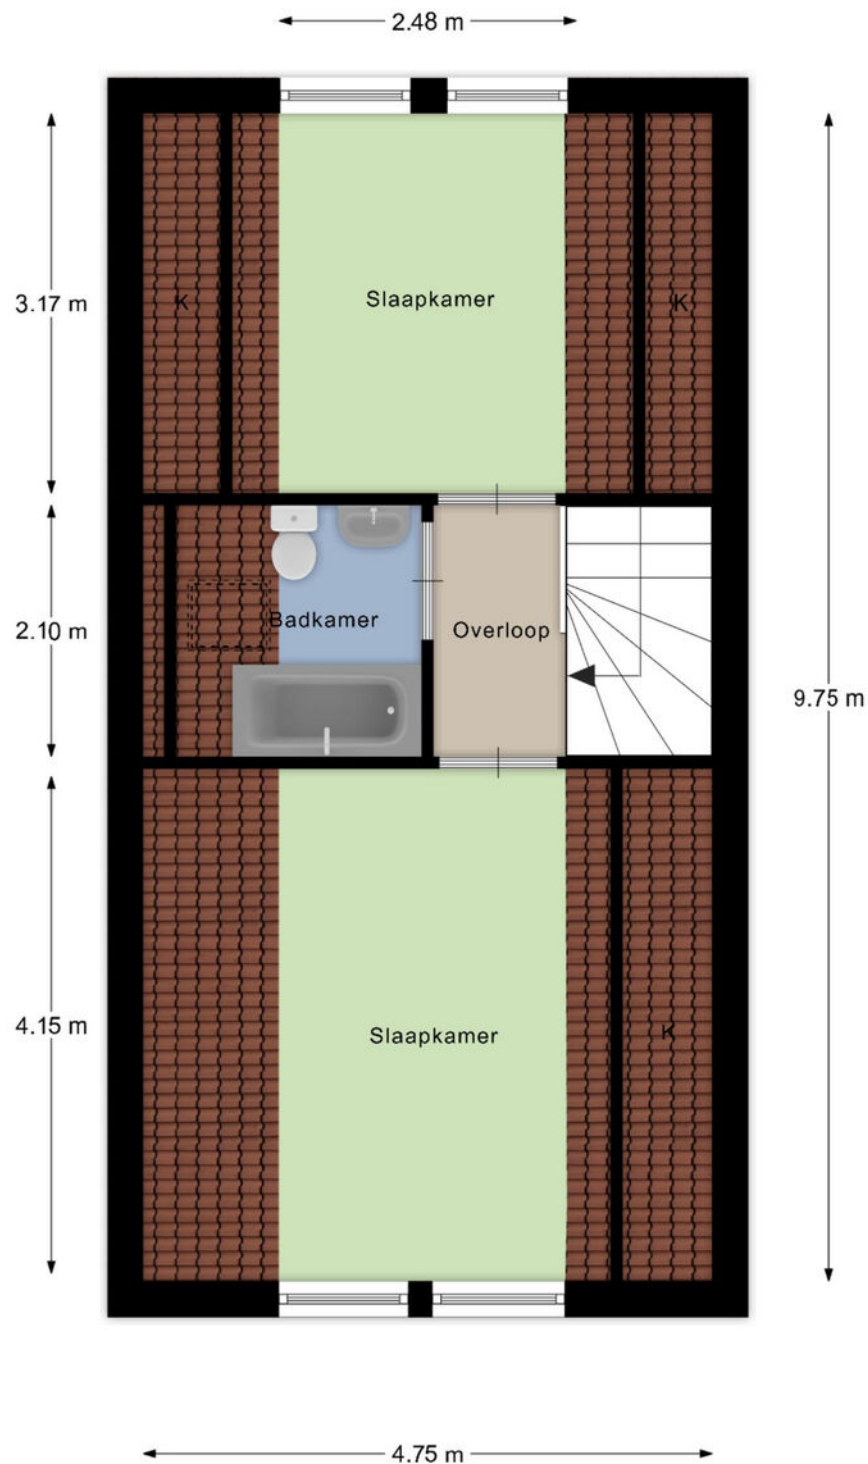 2.48 m
Slaapkamer
3.17 m
K
K
Badkamer
2.10 m
Overloop
9.75 m
Slaapkamer
4.15 m
K
4.75 m